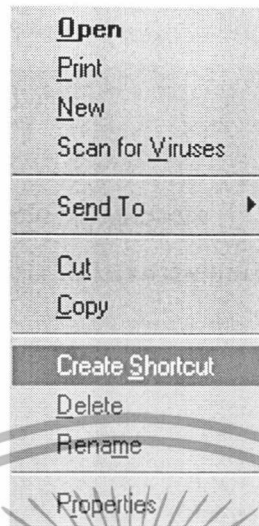 Open
Print
New
Scan for Viruses
Send To
Cut
Copy
Create Shortcut
Delete
Rename
Properties